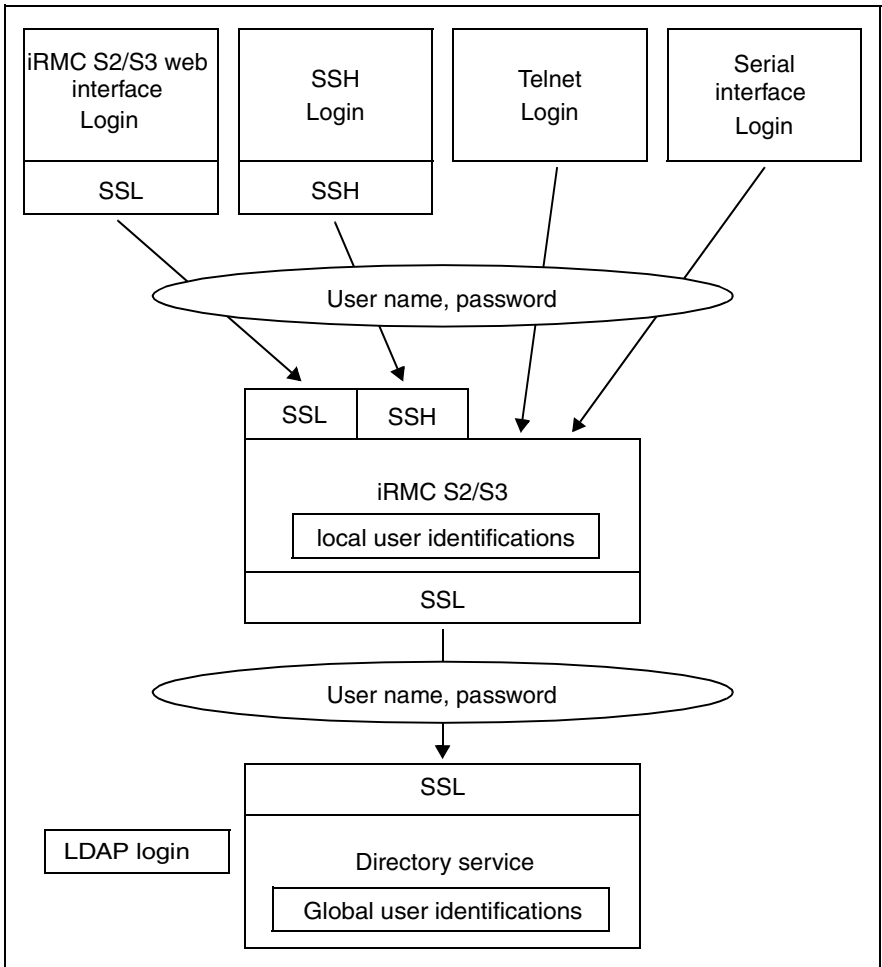 iRMC S2/S3 web
interface
Login
SSL
SSH
Login
SSH
Telnet
Login
Serial
interface
Login
User name, password
SSL
SSH
iRMC S2/S3
local user identifications
SSL
User name, password
SSL
LDAP login
Directory service
Global user identifications